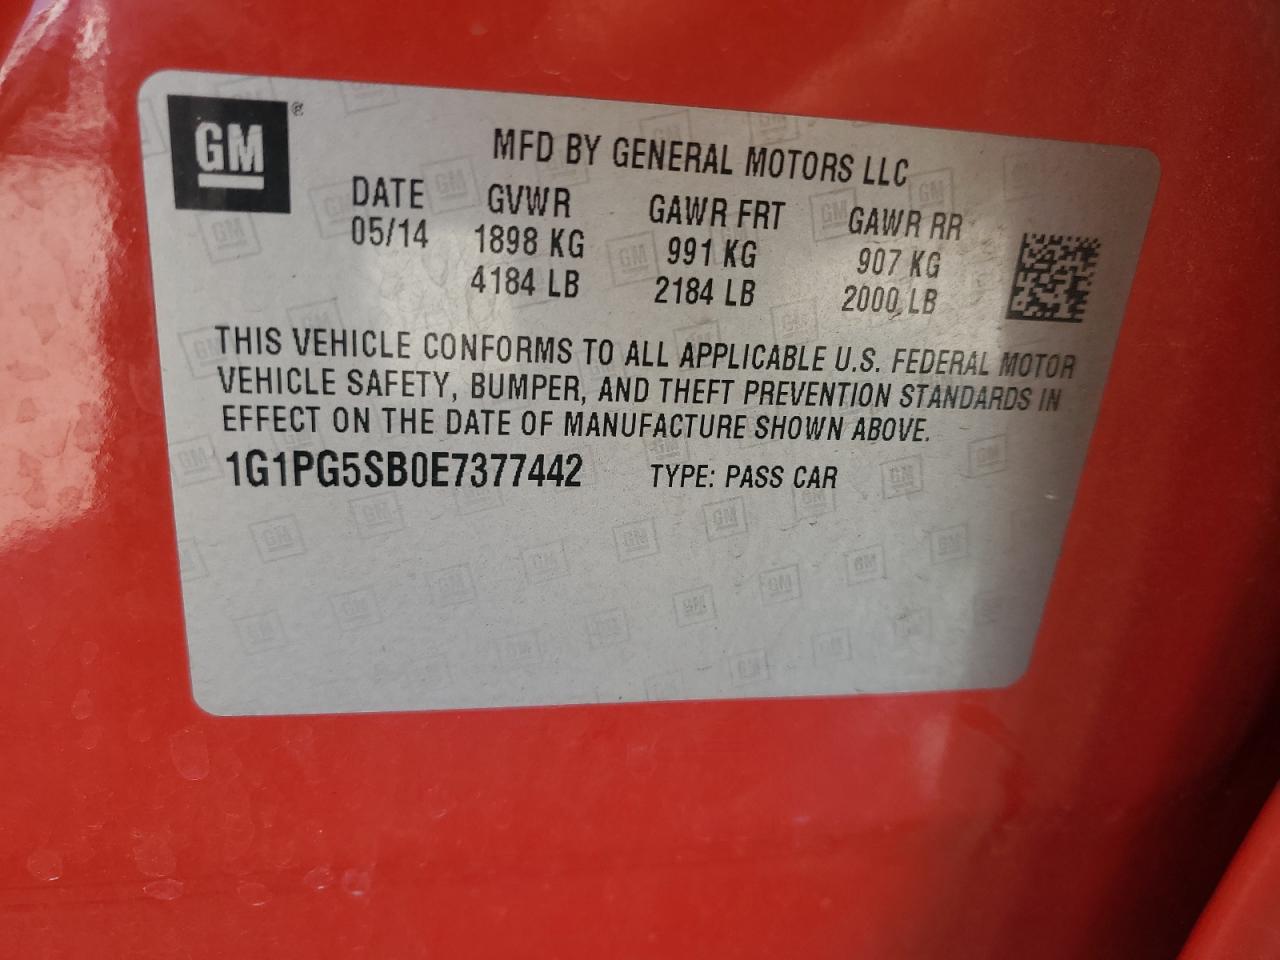 GM ®
MFD BY GENERAL MOTORS LLC
DATE GVWR GAWR FRT GAWR RR
05/14 1898 KG 991 KG 907 KG
4184 LB 2184 LB 2000 LB
THIS VEHICLE CONFORMS TO ALL APPLICABLE U.S. FEDERAL MOTOR
VEHICLE SAFETY, BUMPER, AND THEFT PREVENTION STANDARDS IN
EFFECT ON THE DATE OF MANUFACTURE SHOWN ABOVE.
1G1PG5SB0E7377442 TYPE: PASS CAR